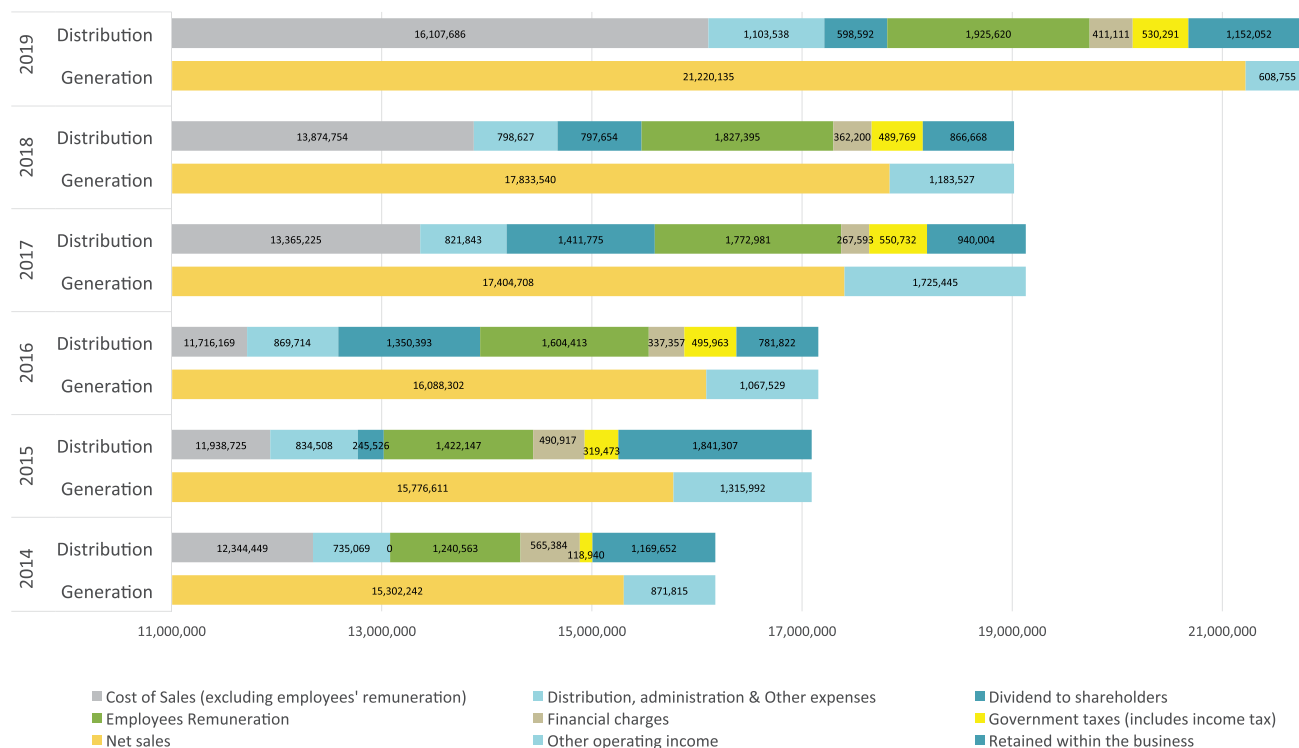 2019
Distribution
16,107,686 1,103,538 598,592 1,925,620 411,111 530,291 1,152,052
Generation
21,220,135 608,755
2018
Distribution
13,874,754 798,627 797,654 1,827,395 362,200 489,769 866,668
Generation
17,833,540 1,183,527
2017
Distribution
13,365,225 821,843 1,411,775 1,772,981 267,593 550,732 940,004
Generation
17,404,708 1,725,445
2016
Distribution
11,716,169 869,714 1,350,393 1,604,413 337,357 495,963 781,822
Generation
16,088,302 1,067,529
2015
Distribution
11,938,725 834,508 245,526 1,422,147 490,917 319,473 1,841,307
Generation
15,776,611 1,315,992
2014
Distribution
12,344,449 735,069 0 1,240,563 565,384 118,940 1,169,652
Generation
15,302,242 871,815
11,000,000 13,000,000 15,000,000 17,000,000 19,000,000 21,000,000
Cost of Sales (excluding employees' remuneration) Distribution, administration & Other expenses Dividend to shareholders
Employees Remuneration Financial charges Government taxes (includes income tax)
Net sales Other operating income Retained within the business